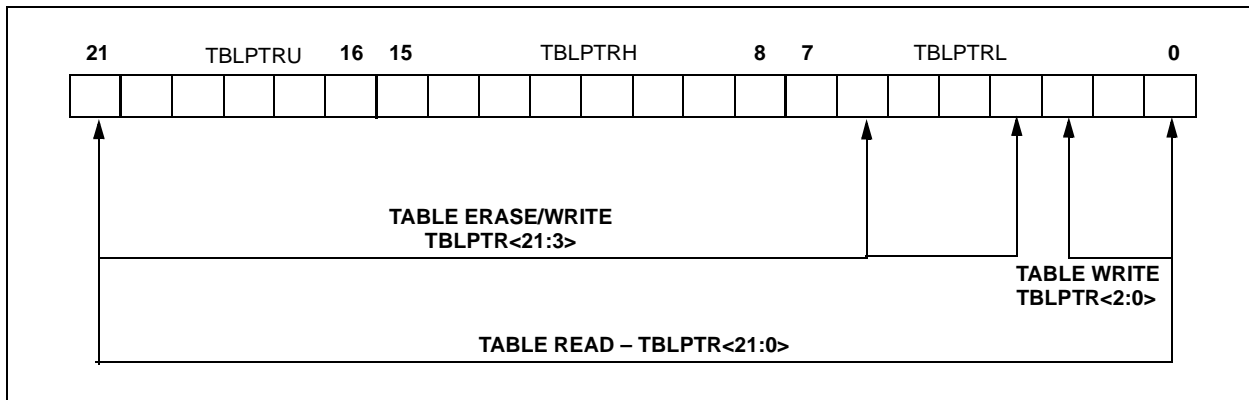 21 TBLPTRU 16 15 TBLPTRH 8 7 TBLPTRL 0
TABLE ERASE/WRITE
TBLPTR<21:3>
TABLE WRITE
TBLPTR<2:0>
TABLE READ – TBLPTR<21:0>